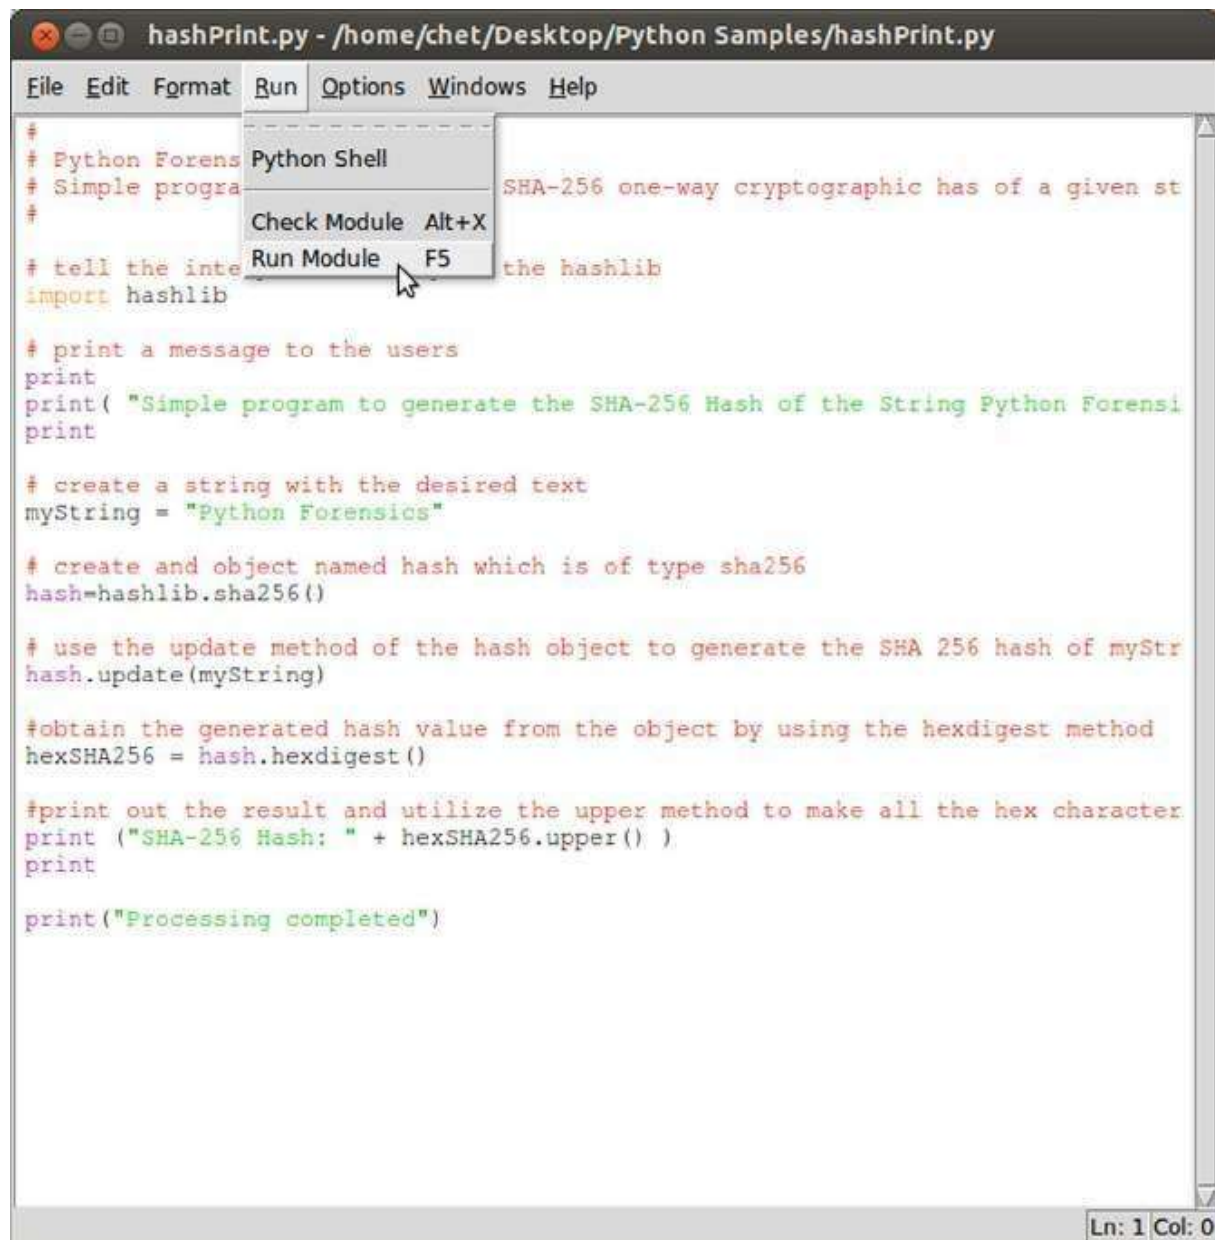 hashPrint.py - /home/chet/Desktop/Python Samples/hashPrint.py
File Edit Format Run Options Windows Help
#
# Python Forens
Python Shell
# Simple progra SHA-256 one-way cryptographic has of a given st
#
Check Module Alt+X
Run Module F5
# tell the inte the hashlib
import hashlib
# print a message to the users
print
print( "Simple program to generate the SHA-256 Hash of the String Python Forensi
print
# create a string with the desired text
myString = "Python Forensics"
# create and object named hash which is of type sha256
hash=hashlib.sha256()
# use the update method of the hash object to generate the SHA 256 hash of myStr
hash.update(myString)
#obtain the generated hash value from the object by using the hexdigest method
hexSHA256 = hash.hexdigest()
#print out the result and utilize the upper method to make all the hex character
print ("SHA-256 Hash: " + hexSHA256.upper() )
print
print("Processing completed")
Ln: 1 Col: 0